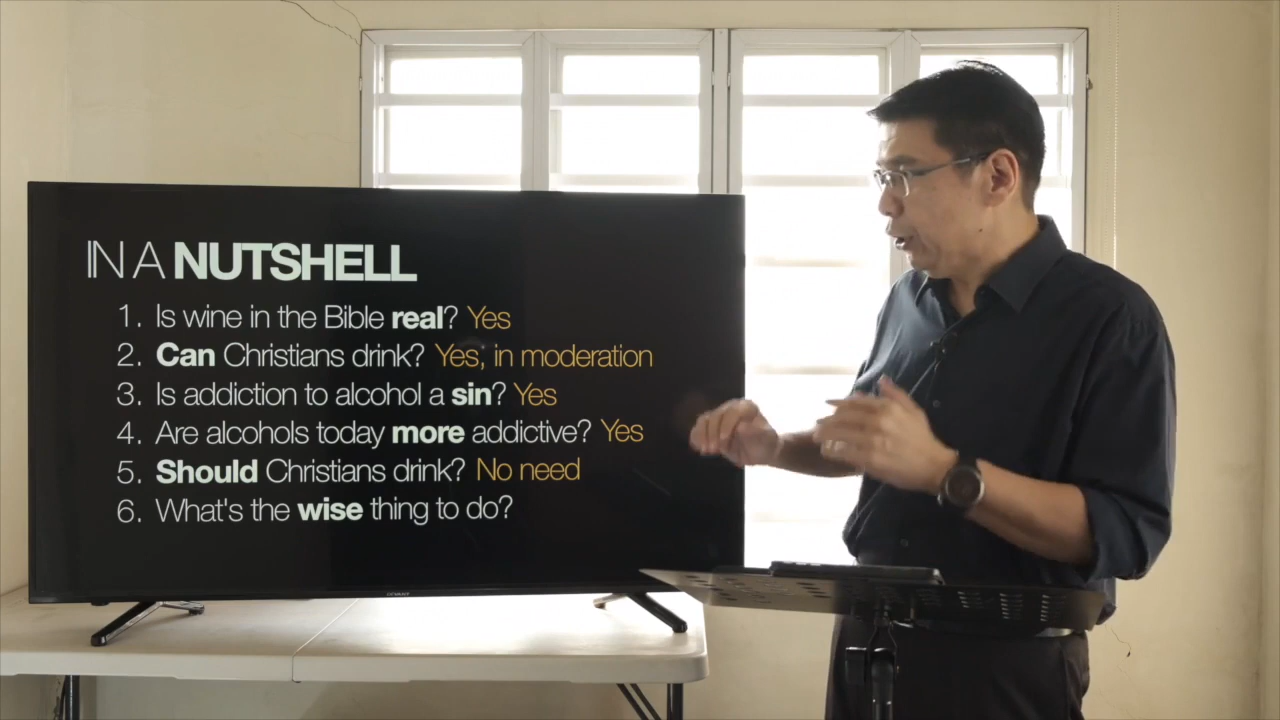 IN A NUTSHELL
1. Is wine in the Bible real? Yes
2. Can Christians drink? Yes, in moderation
3. Is addiction to alcohol a sin? Yes
4. Are alcohols today more addictive? Yes
5. Should Christians drink? No need
6. What's the wise thing to do?